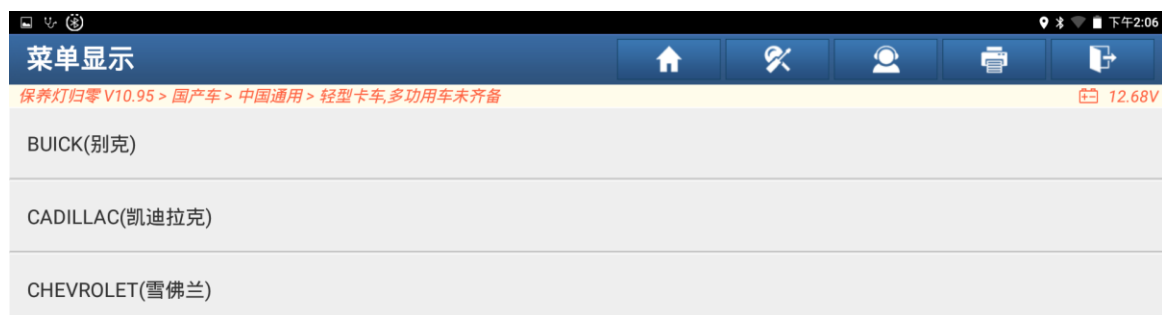 下午2:06
菜单显示
保养灯归零 V10.95 > 国产车 > 中国通用 > 轻型卡车,多功用车未齐备
12.68V
BUICK(别克)
CADILLAC(凯迪拉克)
CHEVROLET(雪佛兰)